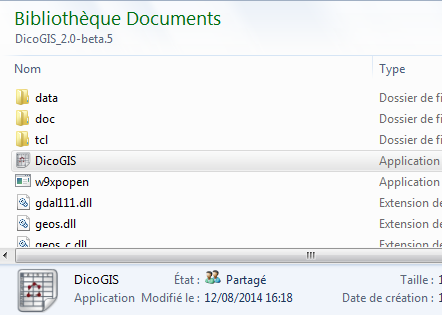 Bibliothèque Documents
DicoGIS_2.0-beta.5
Nom Type
data Dossier de fi
doc Dossier de fi
tcl Dossier de fi
DicoGIS Application
w9xpopen Application
gdal111.dll Extension de
geos.dll Extension de
geos_c.dll Extension de
DicoGIS État : Partagé Taille : 1
Application Modifié le : 12/08/2014 16:18 Date de création : 1